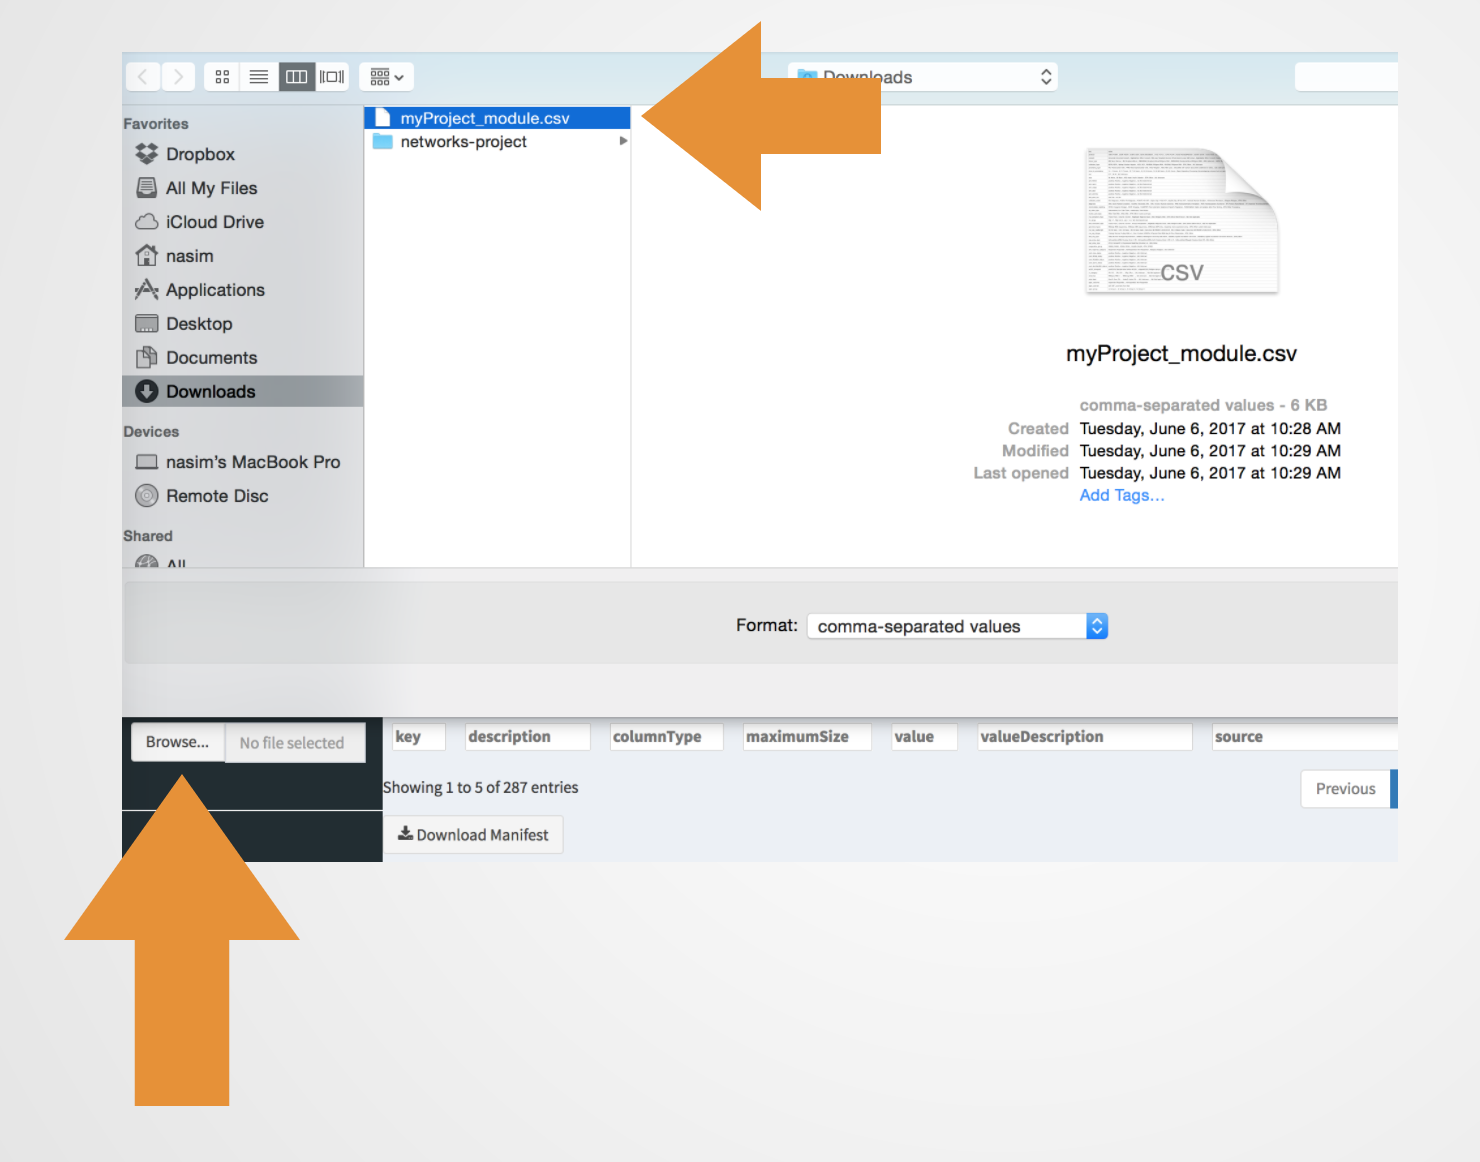 Downloads
Favorites
Dropbox
All My Files
iCloud Drive
nasim
Applications
Desktop
Documents
Downloads
Devices
nasim's MacBook Pro
Remote Disc
Shared
All
myProject_module.csv
networks-project
CSV
myProject_module.csv
comma-separated values - 6 KB
Created Tuesday, June 6, 2017 at 10:28 AM
Modified Tuesday, June 6, 2017 at 10:29 AM
Last opened Tuesday, June 6, 2017 at 10:29 AM
Add Tags...
Format: comma-separated values
Browse... No file selected
key description columnType maximumSize value valueDescription source
Showing 1 to 5 of 287 entries
Previous
Download Manifest